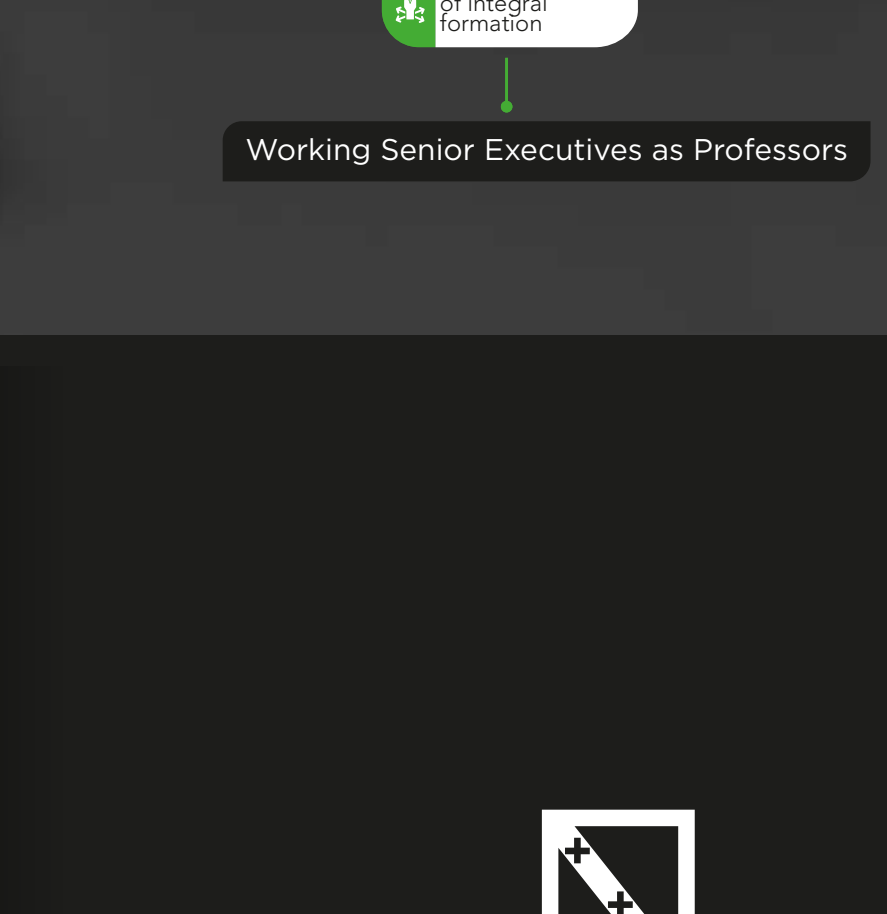 of integral
formation
Working Senior Executives as Professors